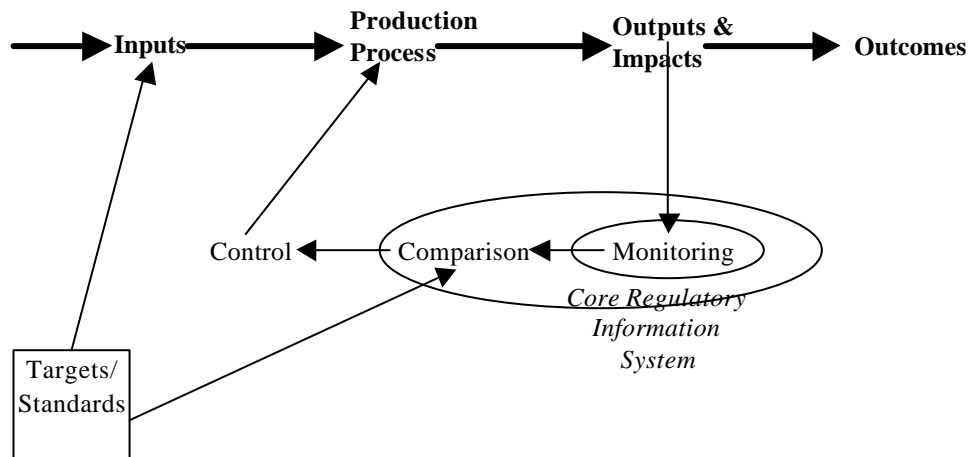 Inputs
Production
Process
Outputs &
Impacts
Outcomes
Control
Comparison
Monitoring
Core Regulatory
Information
System
Targets/
Standards